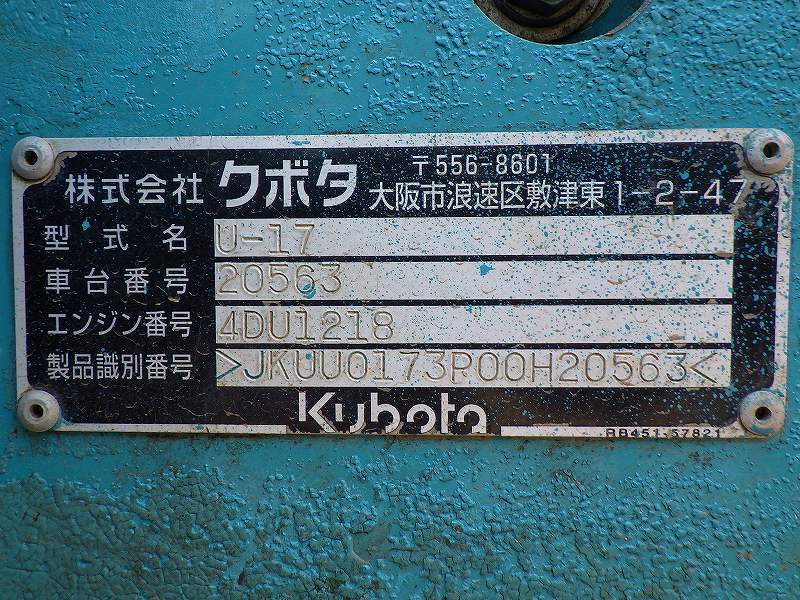 株式会社 クボタ 〒556-8601
大阪市浪速区敷津東1-2-47
型式名 U-17
車台番号 20563
エンジン番号 4DU1218
製品識別番号 >JKUU0173P00H20563<
Kubota
RB451-57821